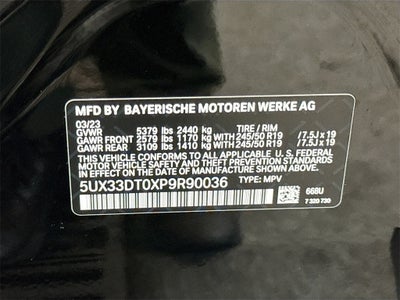 MFD BY BAYERISCHE MOTOREN WERKE AG
03/23
GVWR 5379 lbs 2440 kg TIRE / RIM
GAWR FRONT 2579 lbs 1170 kg WITH 245/50 R19 / 7.5J x 19
GAWR REAR 3109 lbs 1410 kg WITH 245/50 R19 / 7.5J x 19
THIS VEHICLE CONFORMS TO ALL APPLICABLE U.S. FEDERAL
MOTOR VEHICLE SAFETY, BUMPER, AND THEFT PREVENTION
STANDARDS IN EFFECT ON THE DATE OF MANUFACTURE SHOWN ABOVE.
5UX33DT0XP9R90036 TYPE: MPV
668U
7 320 730